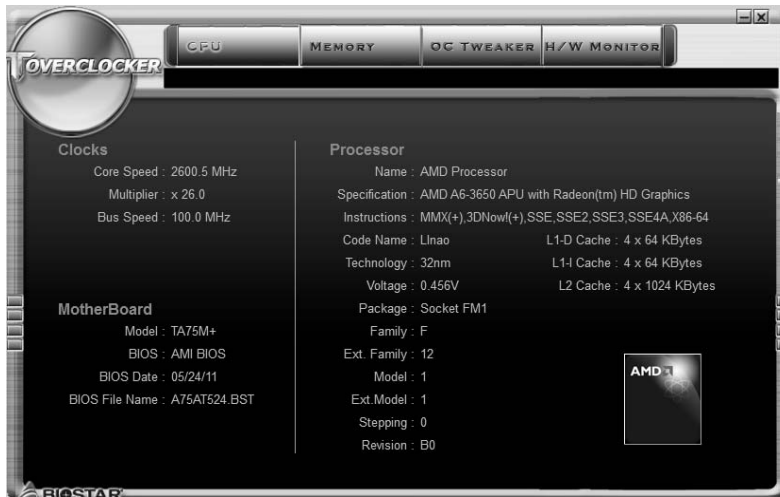 CPU
MEMORY
OC TWEAKER
H/W MONITOR
TOVERCLOCKER
Clocks
Core Speed : 2600.5 MHz
Multiplier : x 26.0
Bus Speed : 100.0 MHz
MotherBoard
Model : TA75M+
BIOS : AMI BIOS
BIOS Date : 05/24/11
BIOS File Name : A75AT524.BST
Processor
Name : AMD Processor
Specification : AMD A6-3650 APU with Radeon(tm) HD Graphics
Instructions : MMX(+),3DNow!(+),SSE,SSE2,SSE3,SSE4A,X86-64
Code Name : Llnao
L1-D Cache : 4 x 64 KBytes
Technology : 32nm
L1-I Cache : 4 x 64 KBytes
Voltage : 0.456V
L2 Cache : 4 x 1024 KBytes
Package : Socket FM1
Family : F
Ext. Family : 12
Model : 1
Ext.Model : 1
Stepping : 0
Revision : B0
AMD
BIOSTAR